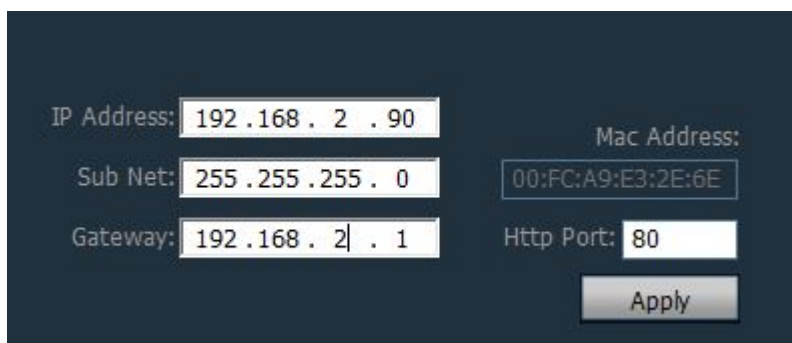 IP Address: 192 .168 . 2 . 90
Mac Address:
Sub Net: 255 .255 .255 . 0
00:FC:A9:E3:2E:6E
Gateway: 192 .168 . 2 . 1
Http Port: 80
Apply